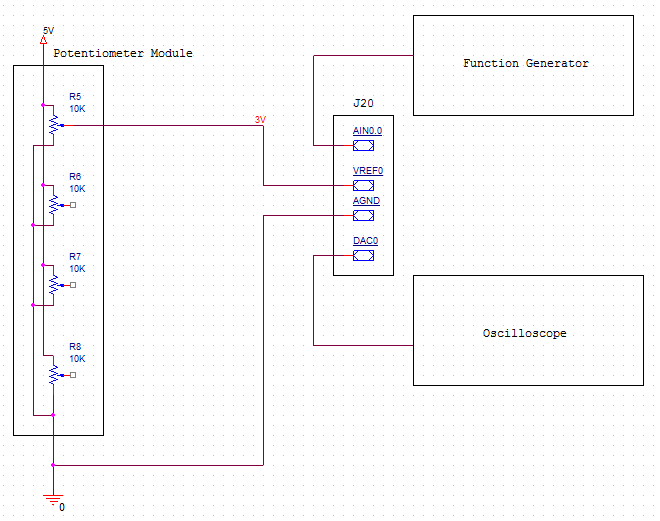 5V
Potentiometer Module
R5
10K
3V
R6
10K
R7
10K
R8
10K
0
Function Generator
J20
AIN0.0
VREF0
AGND
DAC0
Oscilloscope